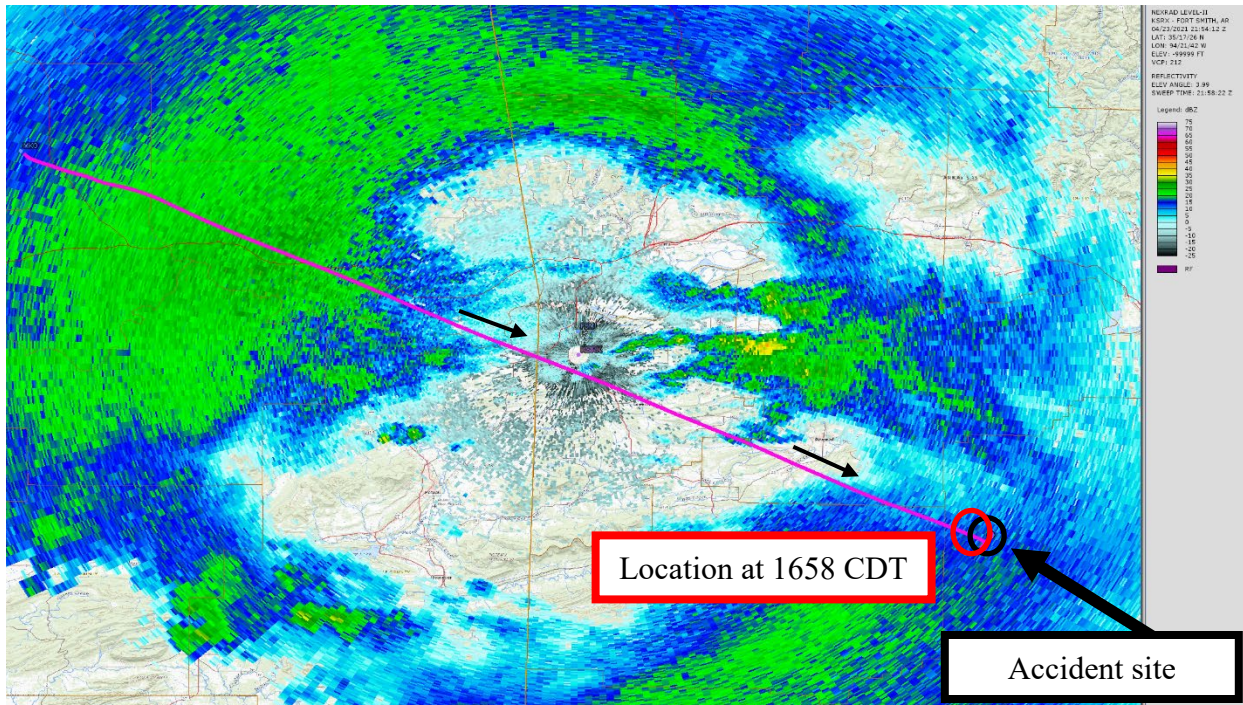 NEXRAD LEVEL-II
KSRX - FORT SMITH, AR
04/23/2021 21:54:12 Z
LAT: 35/17/26 N
LON: 94/21/42 W
ELEV: -99999 FT
VCP: 212
REFLECTIVITY
ELEV ANGLE: 3.99
SWEEP TIME: 21:58:22 Z
Legend: dBZ
75
70
65
60
55
50
45
40
35
30
25
20
15
10
5
0
-5
-10
-15
-20
-25
RF
Location at 1658 CDT
Accident site